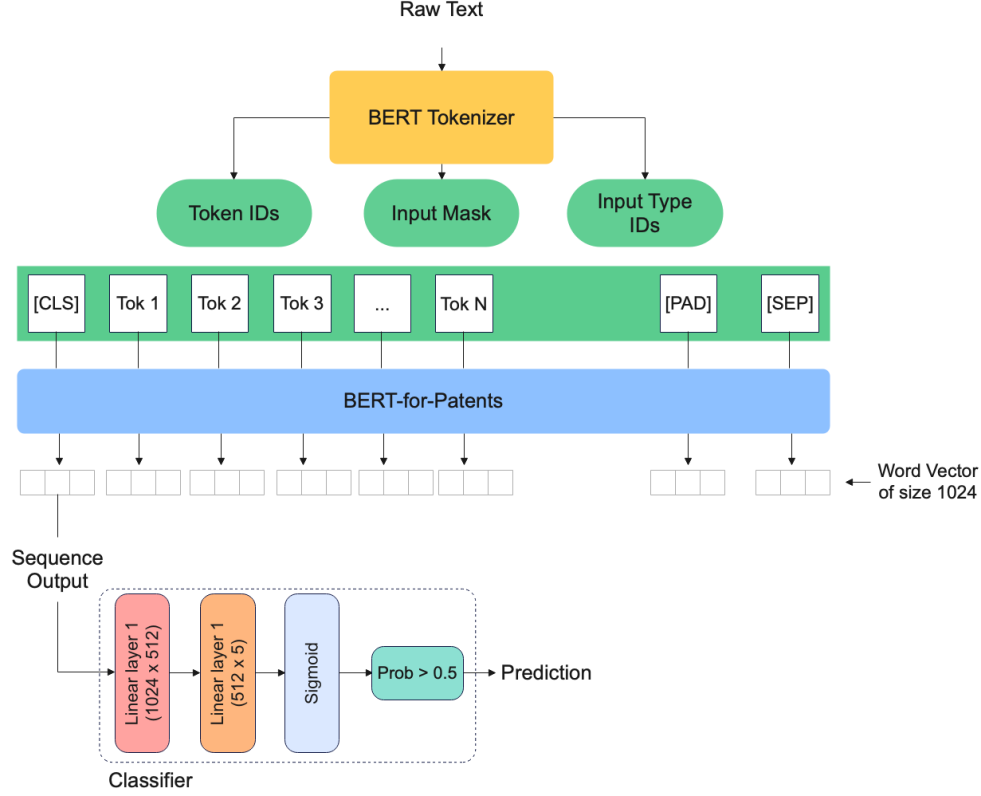 Raw Text
BERT Tokenizer
Token IDs
Input Mask
Input Type
IDs
[CLS]
Tok 1
Tok 2
Tok 3
...
Tok N
[PAD]
[SEP]
BERT-for-Patents
Word Vector
of size 1024
Sequence
Output
Linear layer 1
(1024 x 512)
Linear layer 1
(512 x 5)
Sigmoid
Prob > 0.5
Prediction
Classifier